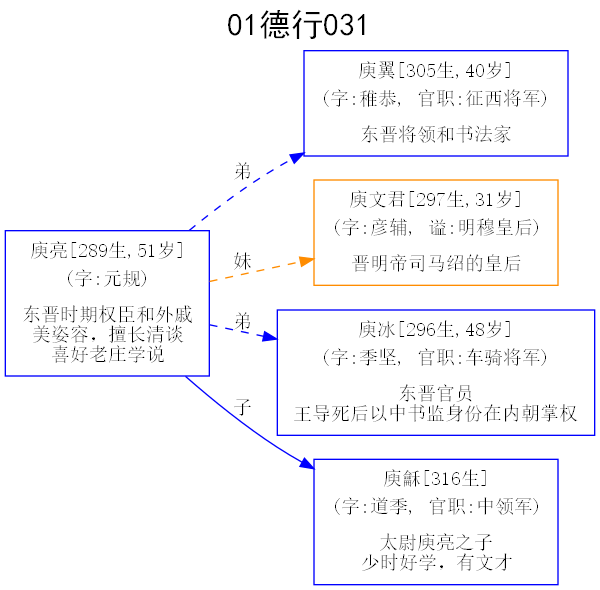 01德行031
庾翼[305生,40岁]
(字:稚恭, 官职:征西将军)
东晋将领和书法家
弟
庾文君[297生,31岁]
(字:彦辅, 谥:明穆皇后)
晋明帝司马绍的皇后
妹
庾亮[289生,51岁]
(字:元规)
东晋时期权臣和外戚
美姿容，擅长清谈
喜好老庄学说
弟
庾冰[296生,48岁]
(字:季坚, 官职:车骑将军)
东晋官员
王导死后以中书监身份在内朝掌权
子
庾龢[316生]
(字:道季, 官职:中领军)
太尉庾亮之子
少时好学，有文才